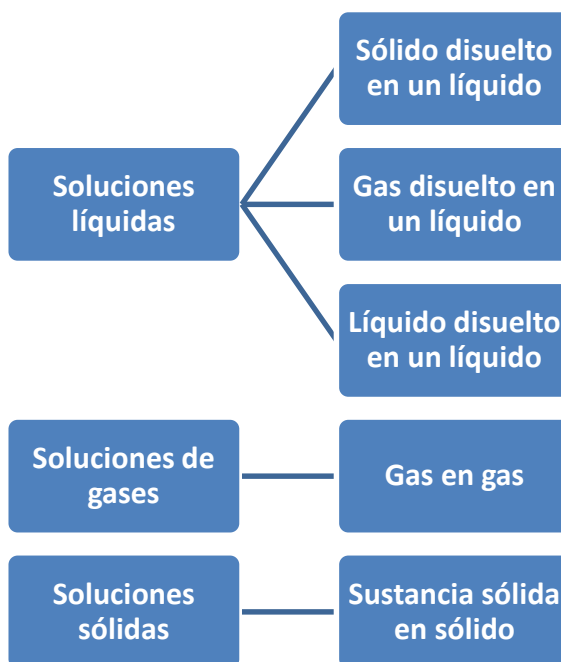 Soluciones
líquidas
Sólido disuelto
en un líquido
Gas disuelto en
un líquido
Líquido disuelto
en un líquido
Soluciones de
gases
Gas en gas
Soluciones
sólidas
Sustancia sólida
en sólido